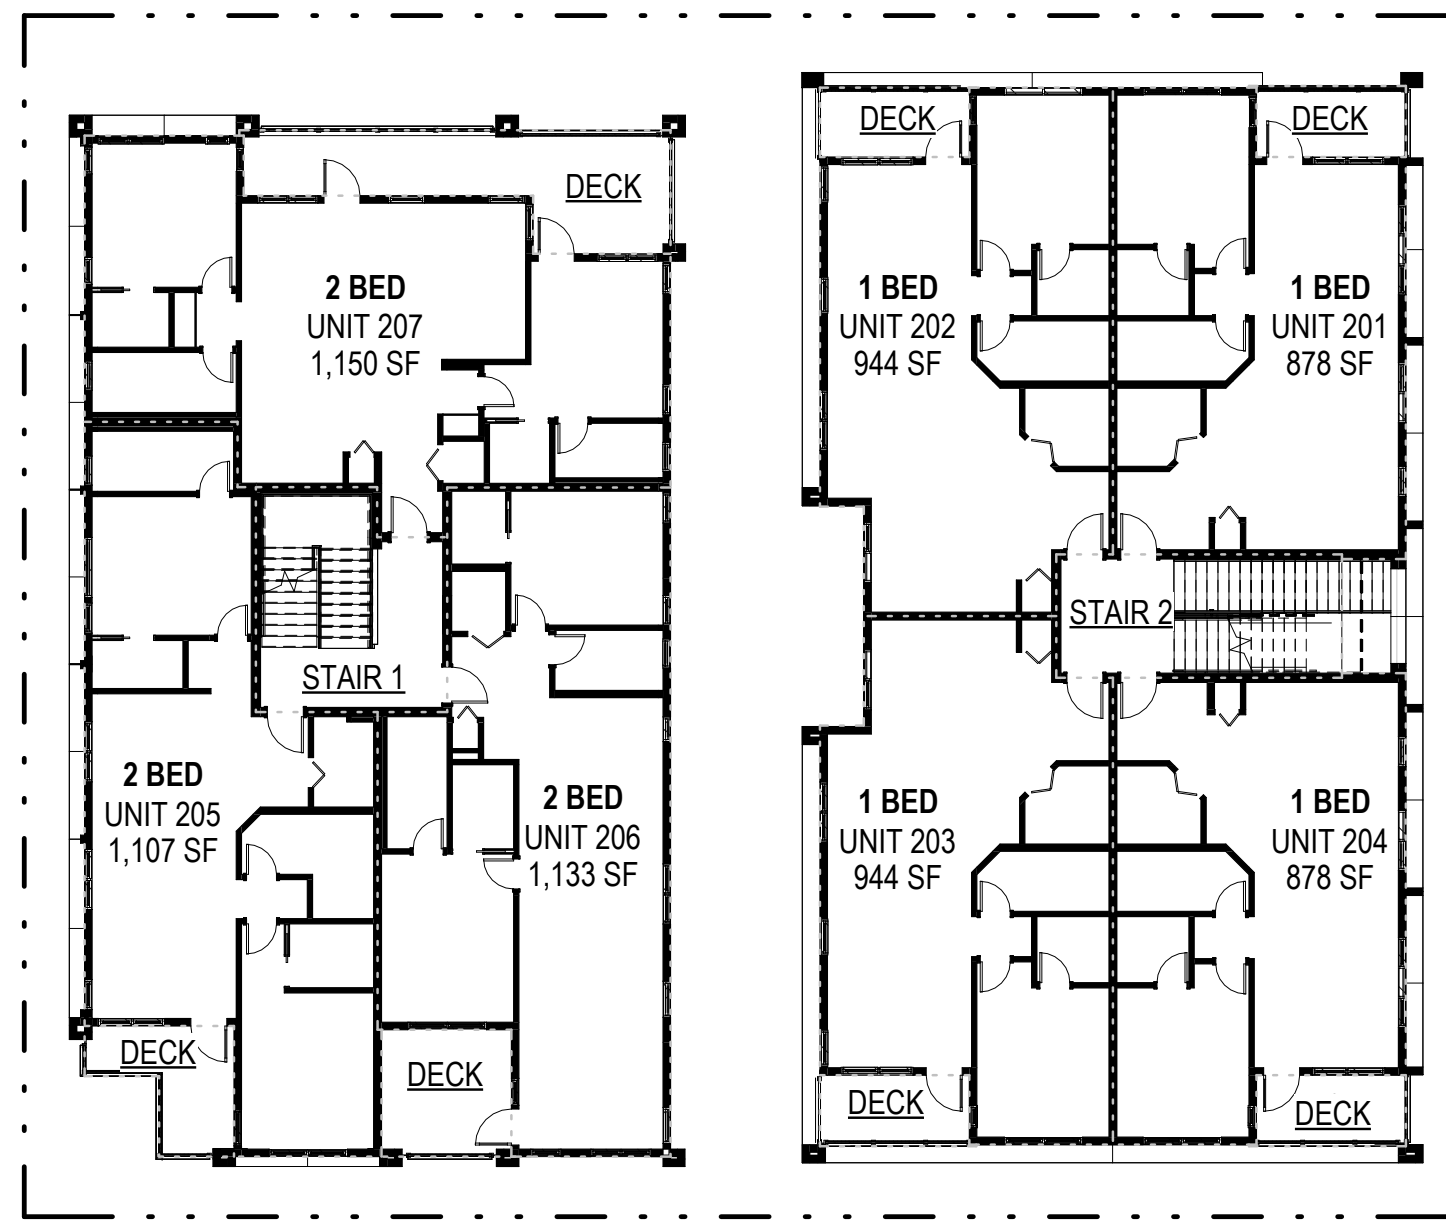 DECK
2 BED
UNIT 207
1,150 SF
STAIR 1
2 BED
UNIT 205
1,107 SF
2 BED
UNIT 206
1,133 SF
DECK
DECK
DECK
DECK
1 BED
UNIT 202
944 SF
1 BED
UNIT 201
878 SF
STAIR 2
1 BED
UNIT 203
944 SF
1 BED
UNIT 204
878 SF
DECK
DECK